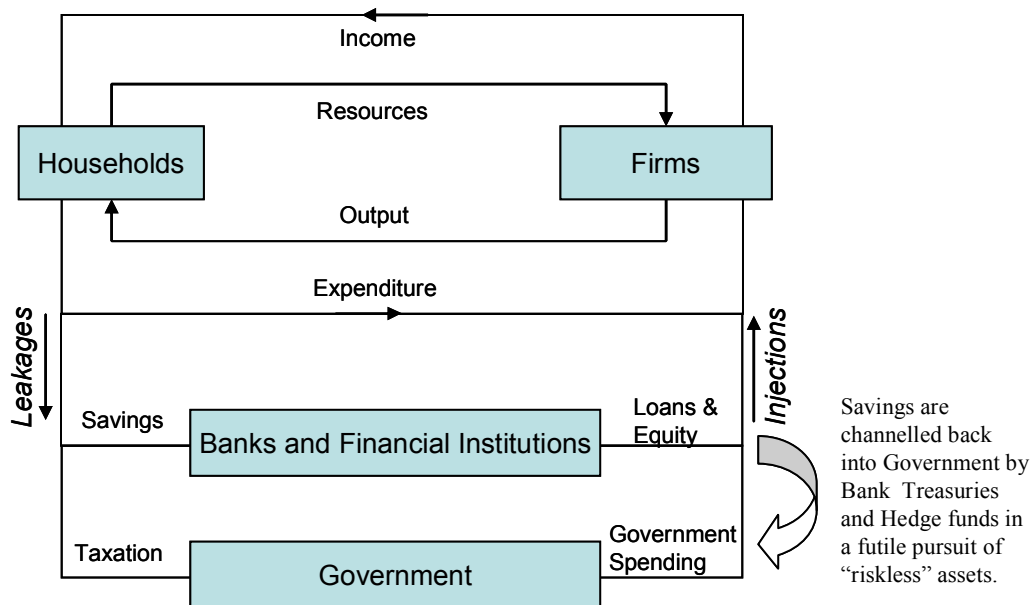 Income
Resources
Households
Firms
Output
Expenditure
Leakages
Injections
Savings
Banks and Financial Institutions
Loans &
Equity
Taxation
Government
Government
Spending
Savings are
channelled back
into Government by
Bank Treasuries
and Hedge funds in
a futile pursuit of
“riskless” assets.